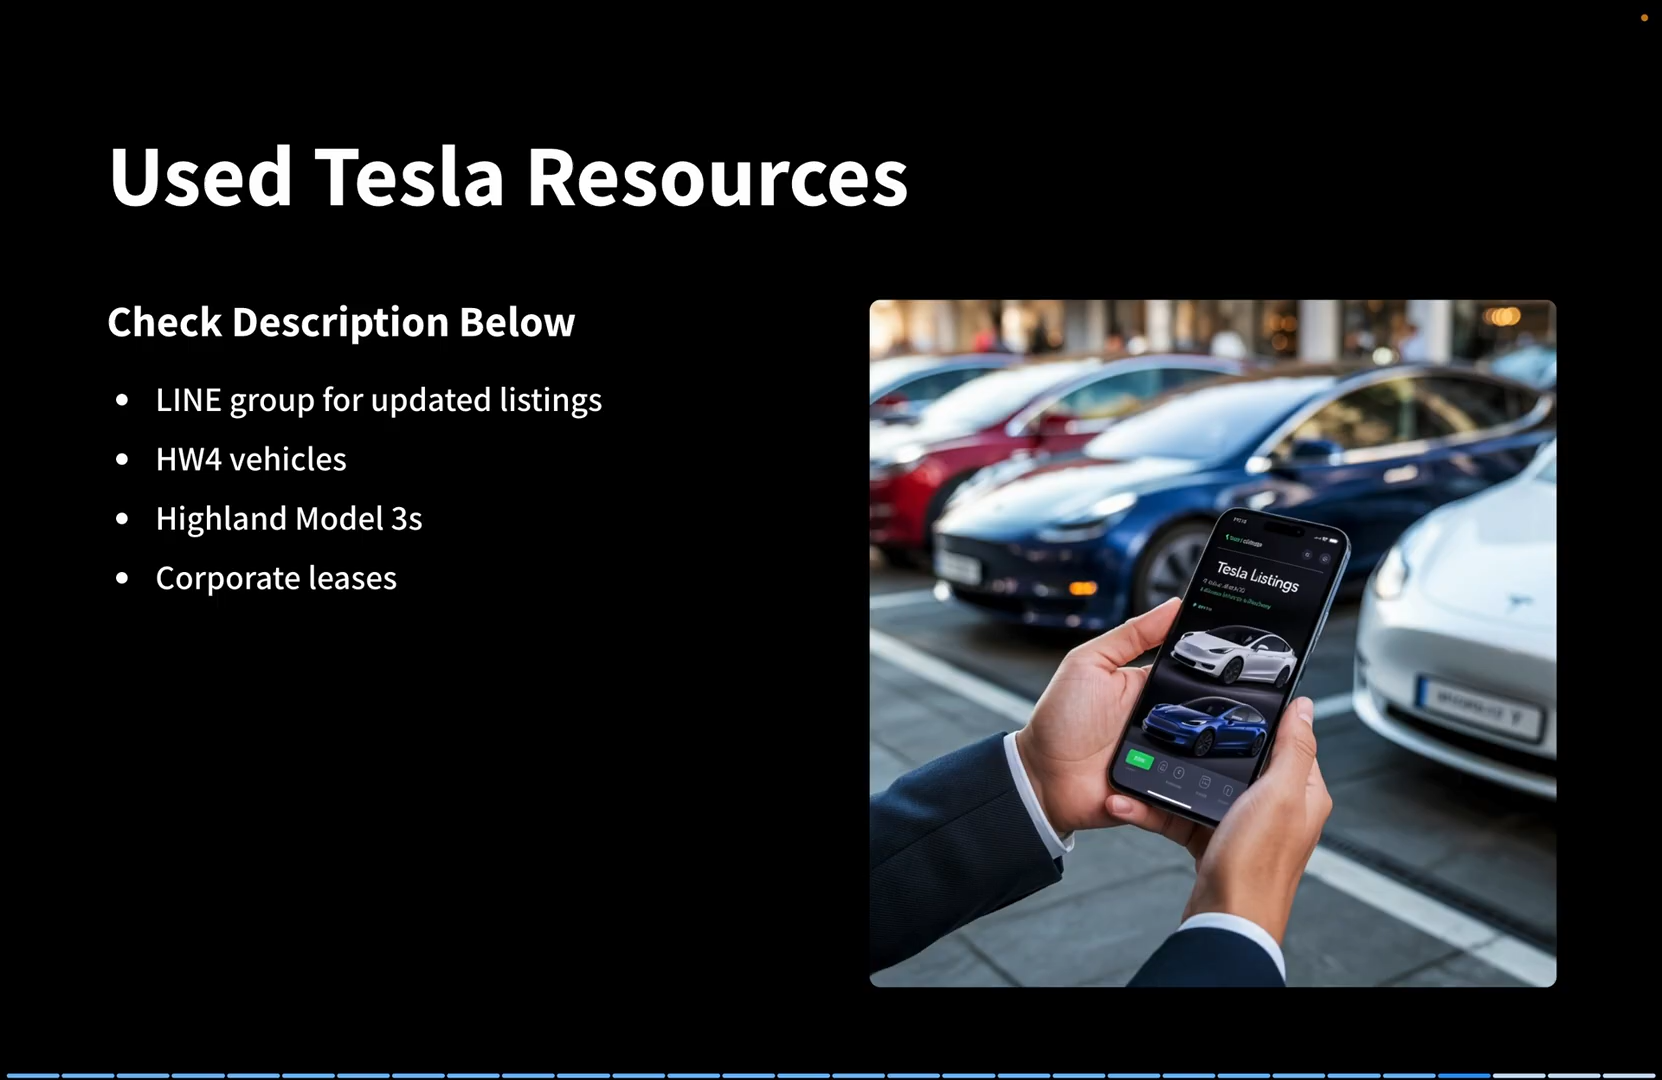 Used Tesla Resources
Check Description Below
• LINE group for updated listings
• HW4 vehicles
• Highland Model 3s
• Corporate leases
Tesla Listings